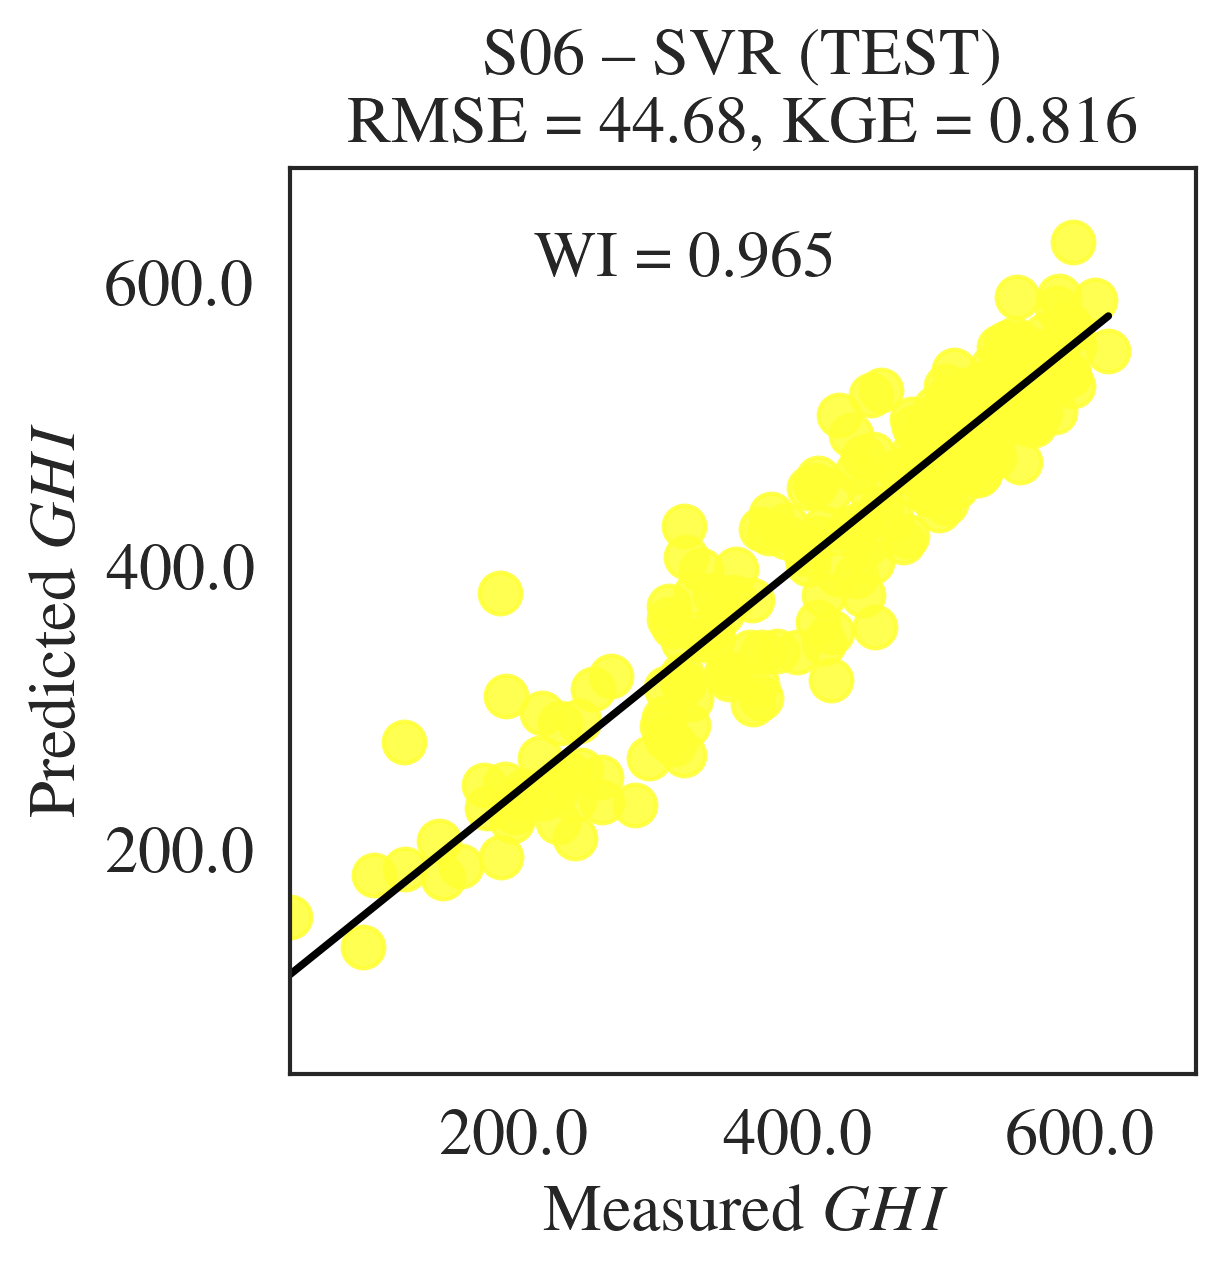 S06 – SVR (TEST)
RMSE = 44.68, KGE = 0.816
WI = 0.965
600.0
400.0
200.0
Predicted GHI
200.0 400.0 600.0
Measured GHI